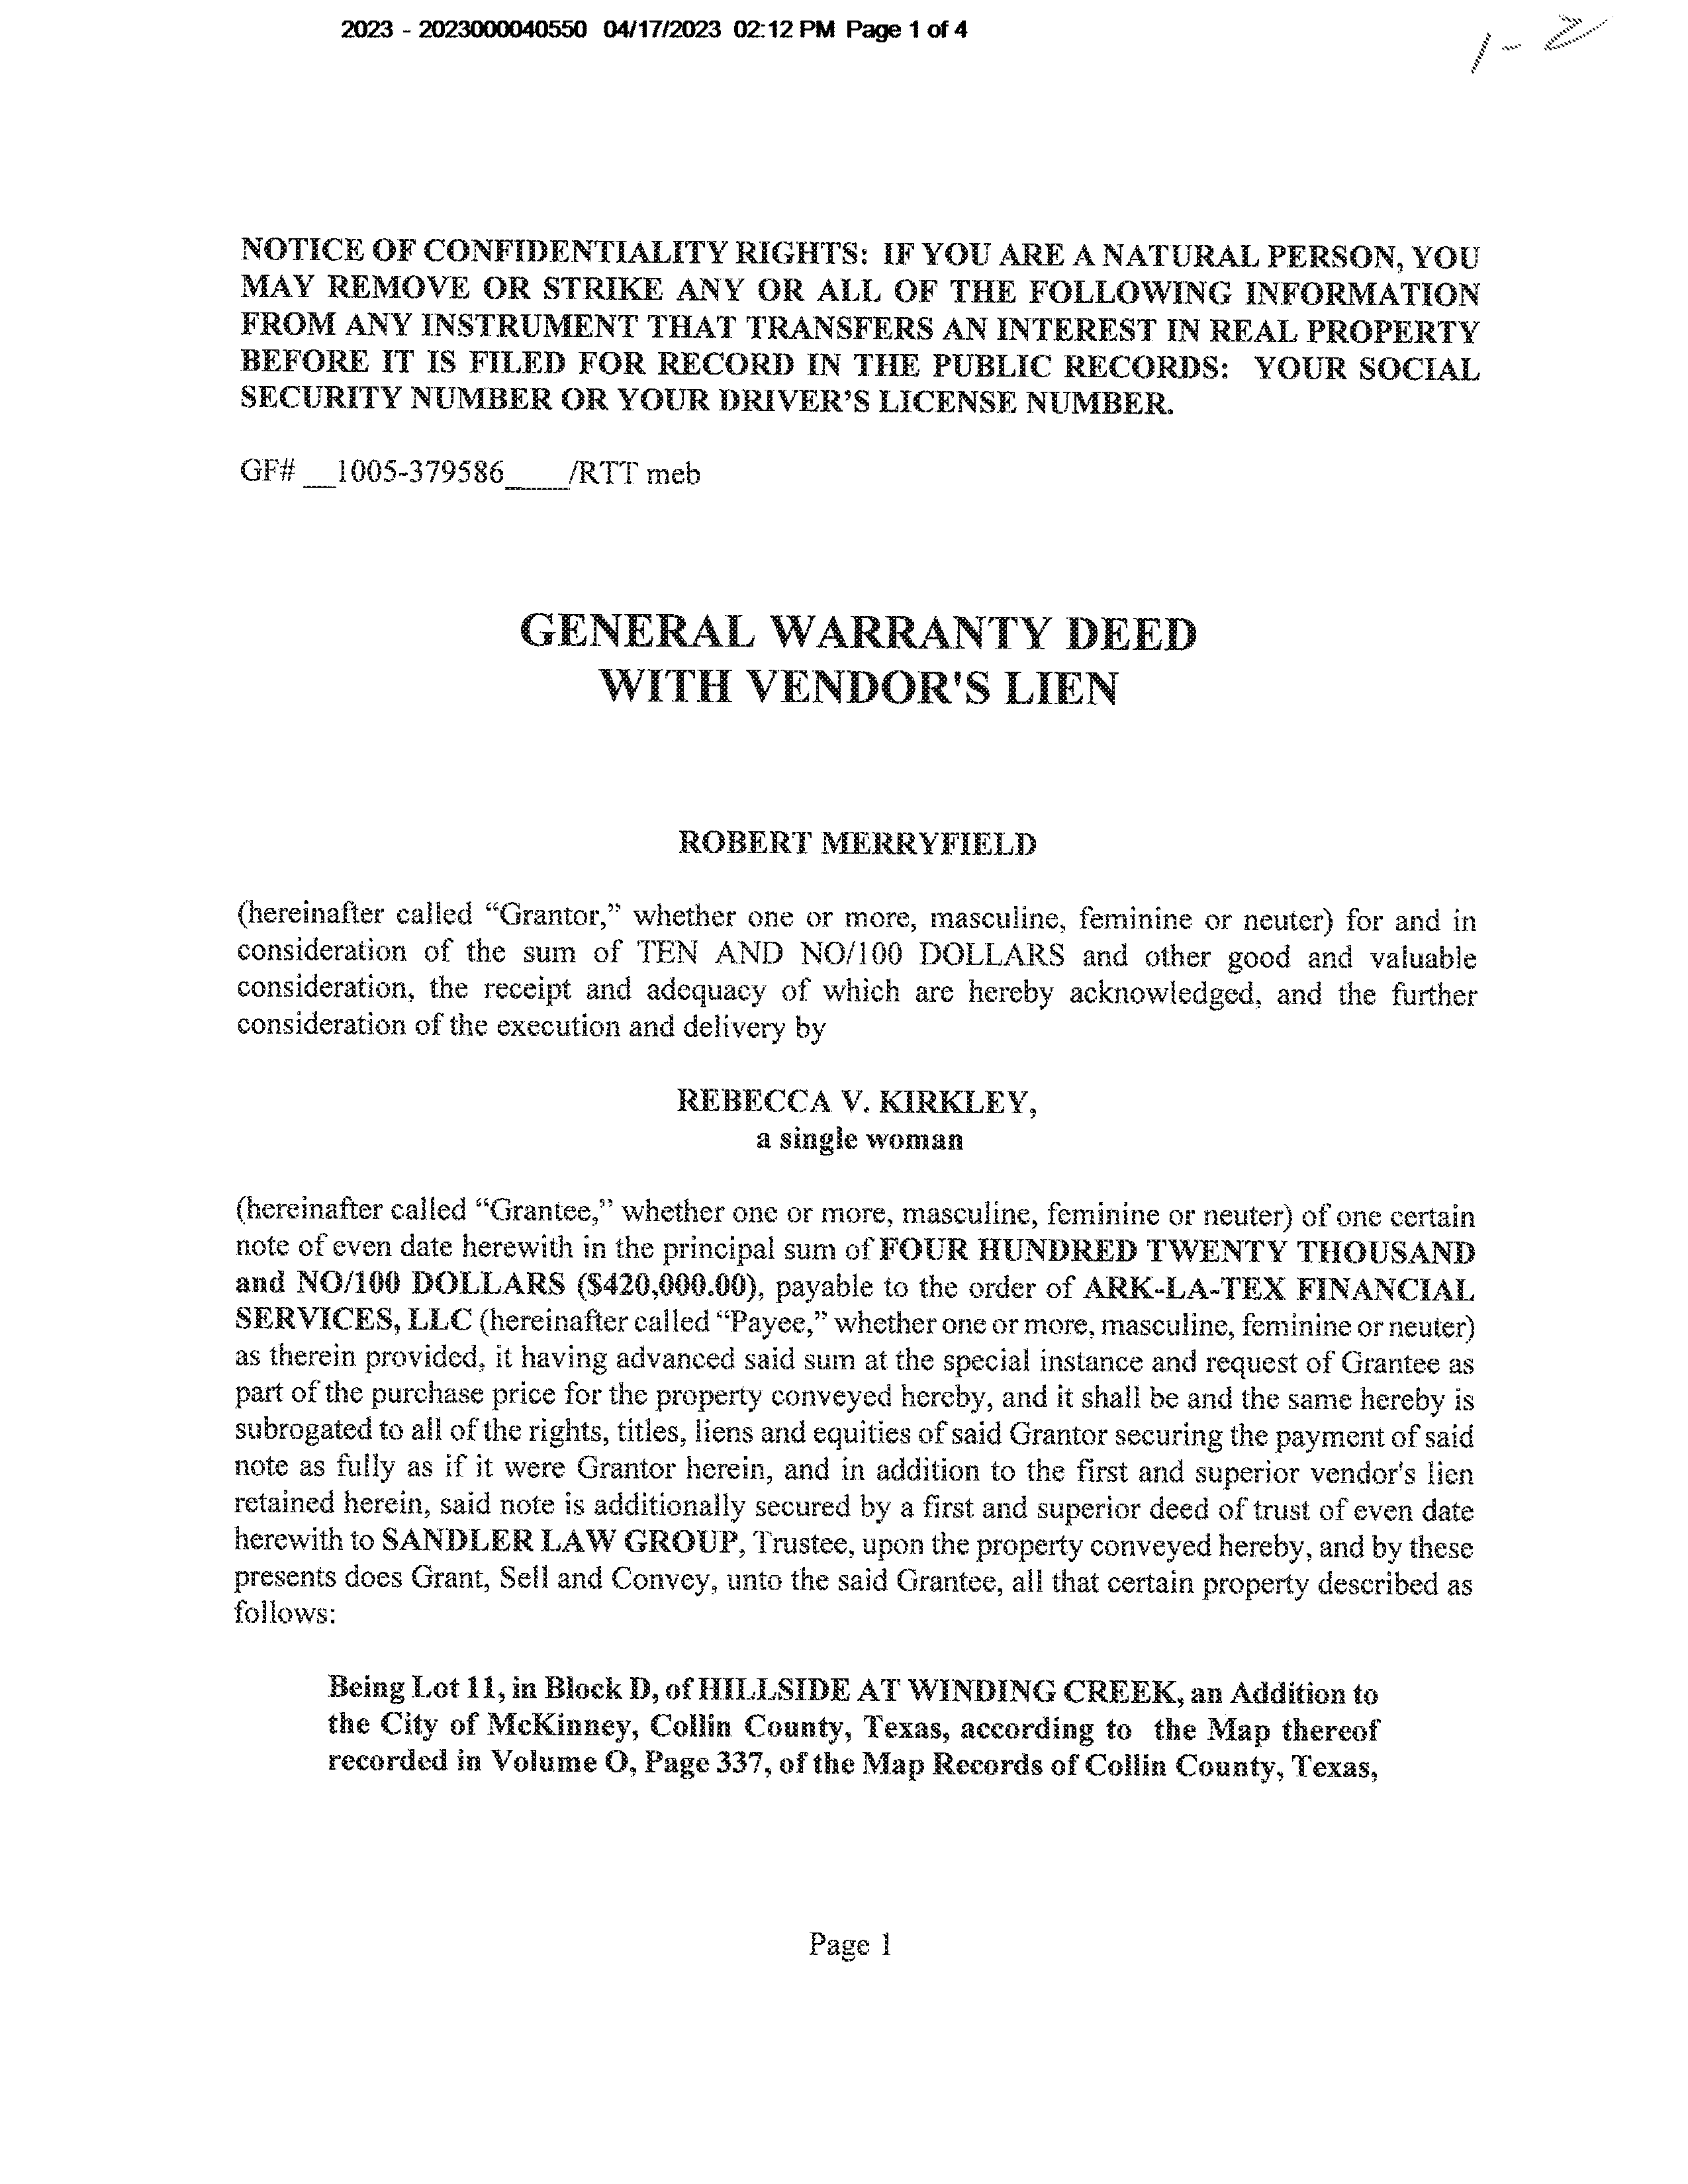 2023 - 2023000040550 04/17/2023 02:12 PM Page 1 of 4
1-2
NOTICE OF CONFIDENTIALITY RIGHTS: IF YOU ARE A NATURAL PERSON, YOU
MAY REMOVE OR STRIKE ANY OR ALL OF THE FOLLOWING INFORMATION
FROM ANY INSTRUMENT THAT TRANSFERS AN INTEREST IN REAL PROPERTY
BEFORE IT IS FILED FOR RECORD IN THE PUBLIC RECORDS: YOUR SOCIAL
SECURITY NUMBER OR YOUR DRIVER’S LICENSE NUMBER.
GF# __1005-379586____/RTT meb
GENERAL WARRANTY DEED
WITH VENDOR'S LIEN
ROBERT MERRYFIELD
(hereinafter called “Grantor,” whether one or more, masculine, feminine or neuter) for and in
consideration of the sum of TEN AND NO/100 DOLLARS and other good and valuable
consideration, the receipt and adequacy of which are hereby acknowledged, and the further
consideration of the execution and delivery by
REBECCA V. KIRKLEY,
a single woman
(hereinafter called “Grantee,” whether one or more, masculine, feminine or neuter) of one certain
note of even date herewith in the principal sum of FOUR HUNDRED TWENTY THOUSAND
and NO/100 DOLLARS ($420,000.00), payable to the order of ARK-LA-TEX FINANCIAL
SERVICES, LLC (hereinafter called “Payee,” whether one or more, masculine, feminine or neuter)
as therein provided, it having advanced said sum at the special instance and request of Grantee as
part of the purchase price for the property conveyed hereby, and it shall be and the same hereby is
subrogated to all of the rights, titles, liens and equities of said Grantor securing the payment of said
note as fully as if it were Grantor herein, and in addition to the first and superior vendor's lien
retained herein, said note is additionally secured by a first and superior deed of trust of even date
herewith to SANDLER LAW GROUP, Trustee, upon the property conveyed hereby, and by these
presents does Grant, Sell and Convey, unto the said Grantee, all that certain property described as
follows:
Being Lot 11, in Block D, of HILLSIDE AT WINDING CREEK, an Addition to
the City of McKinney, Collin County, Texas, according to the Map thereof
recorded in Volume O, Page 337, of the Map Records of Collin County, Texas,
Page 1